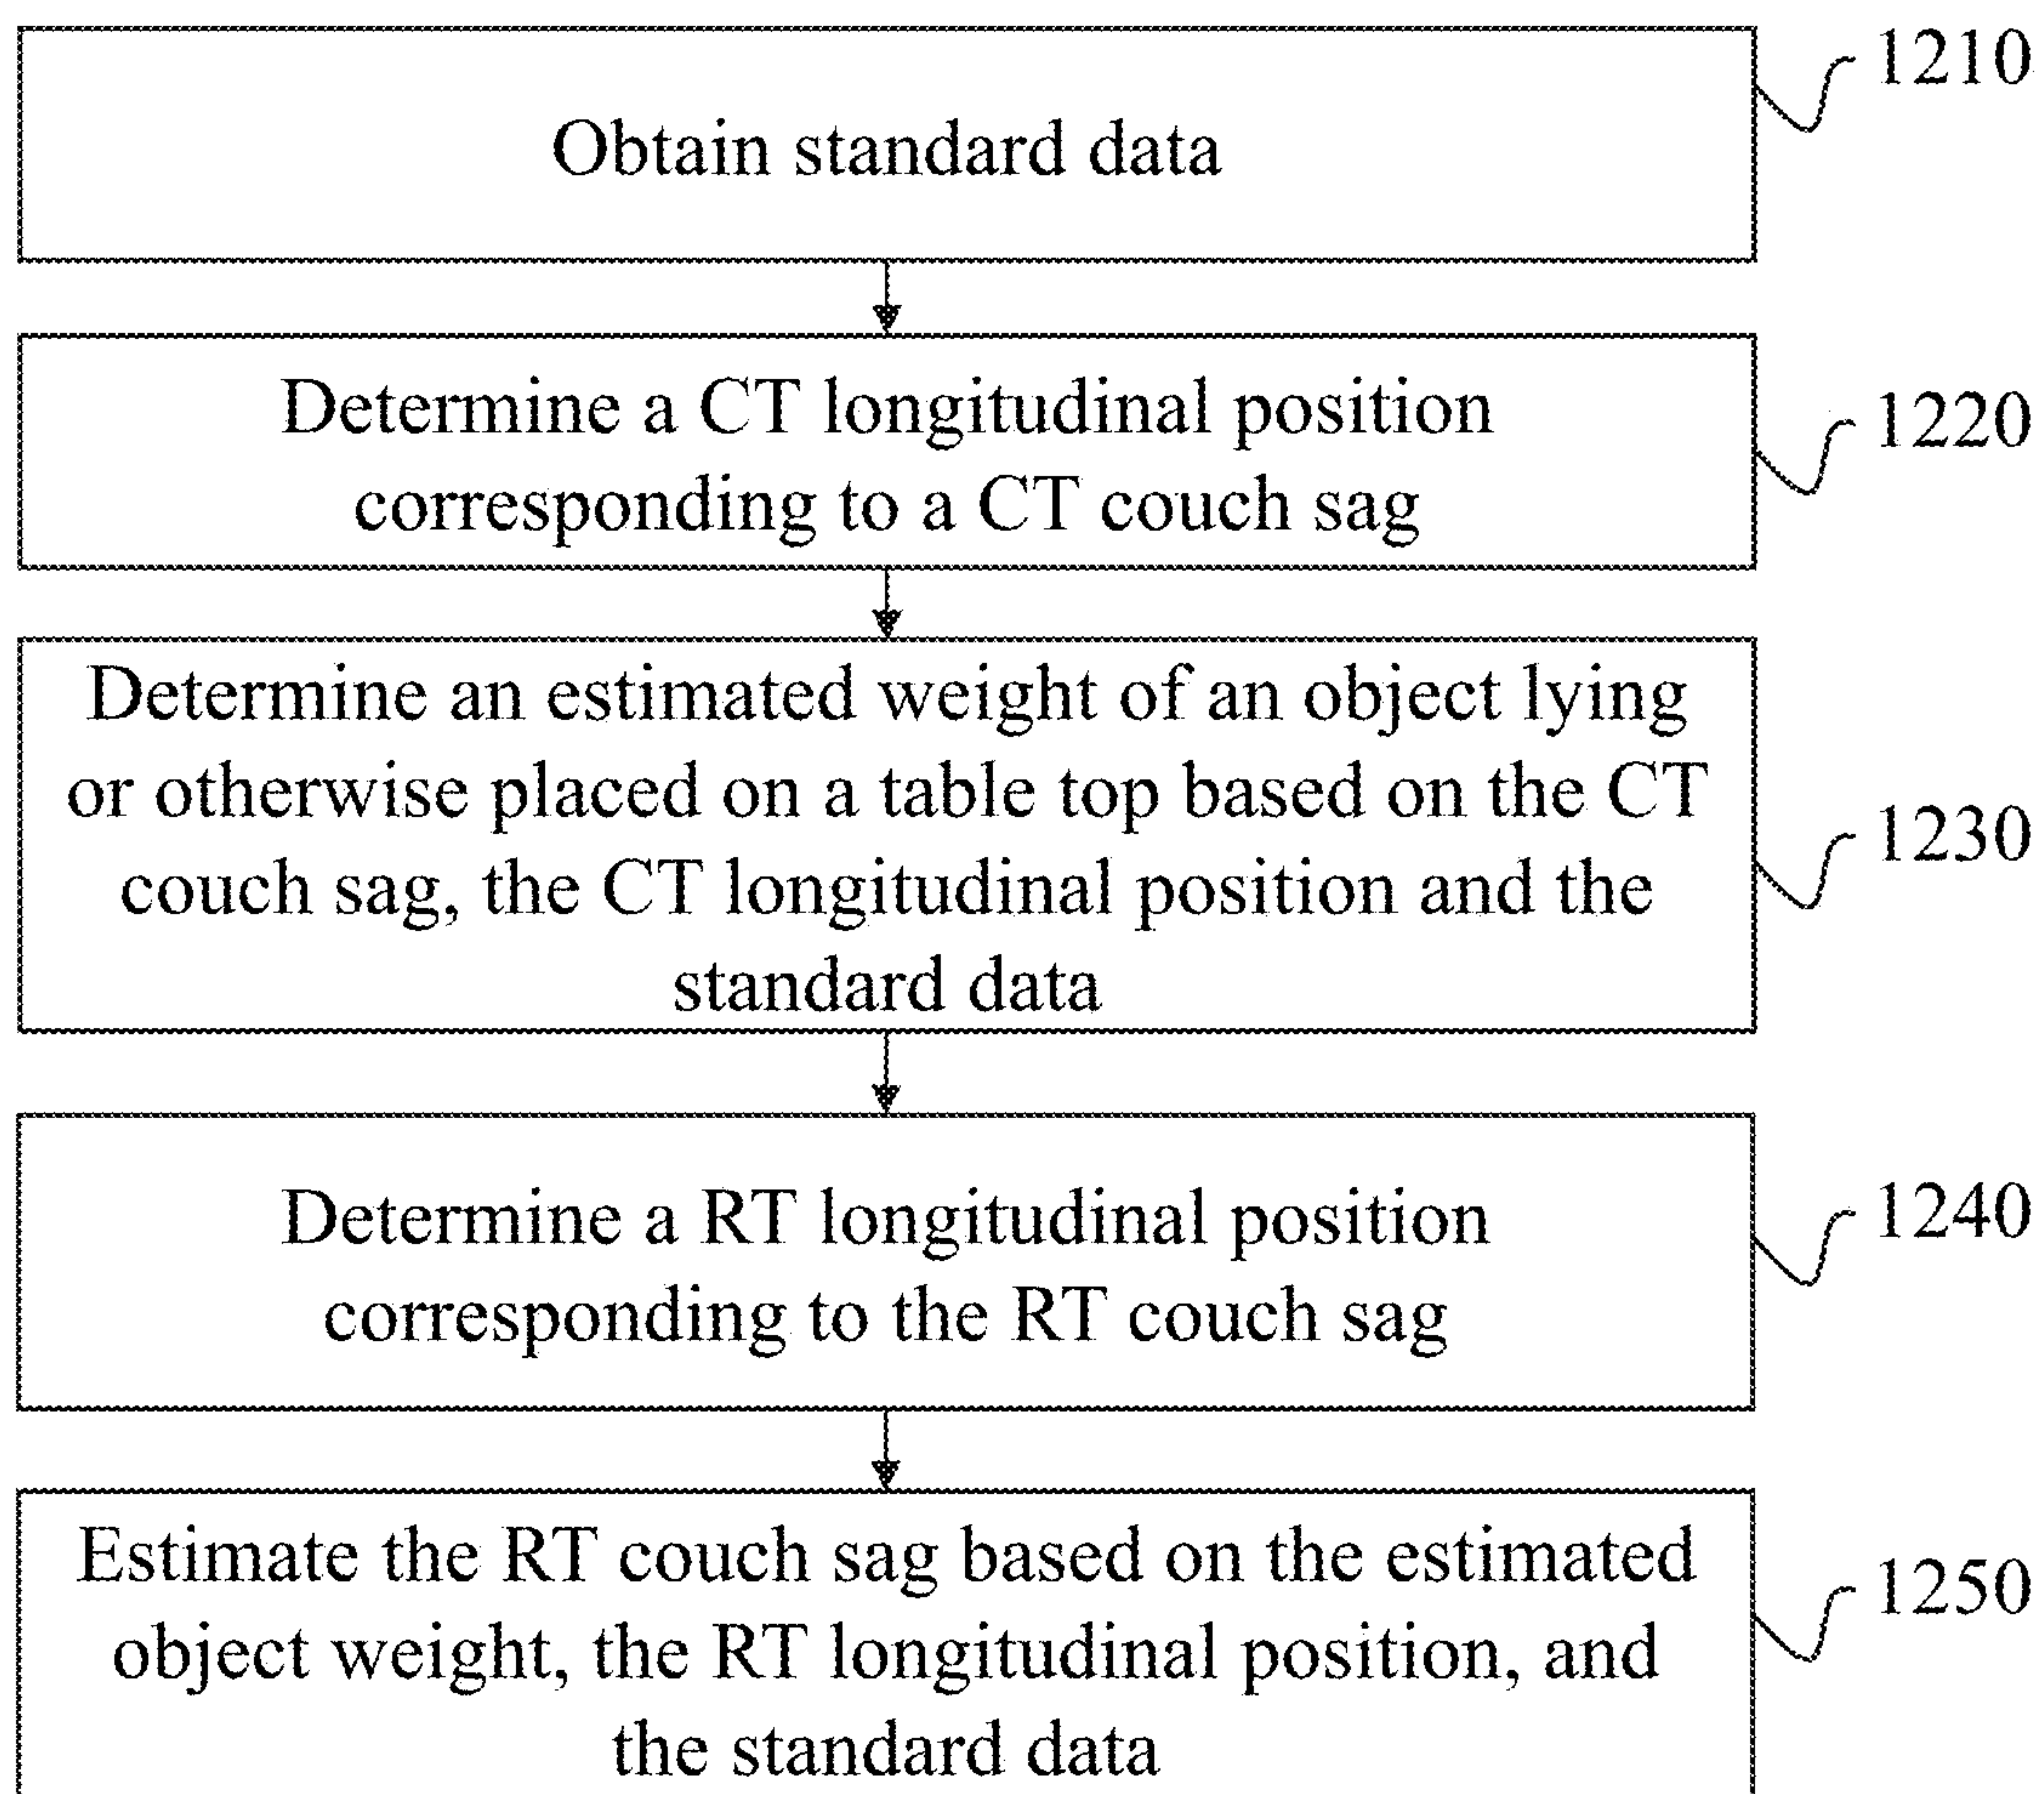 1210
Obtain standard data
1220
Determine a CT longitudinal position
corresponding to a CT couch sag
1230
Determine an estimated weight of an object lying
or otherwise placed on a table top based on the CT
couch sag, the CT longitudinal position and the
standard data
1240
Determine a RT longitudinal position
corresponding to the RT couch sag
1250
Estimate the RT couch sag based on the estimated
object weight, the RT longitudinal position, and
the standard data